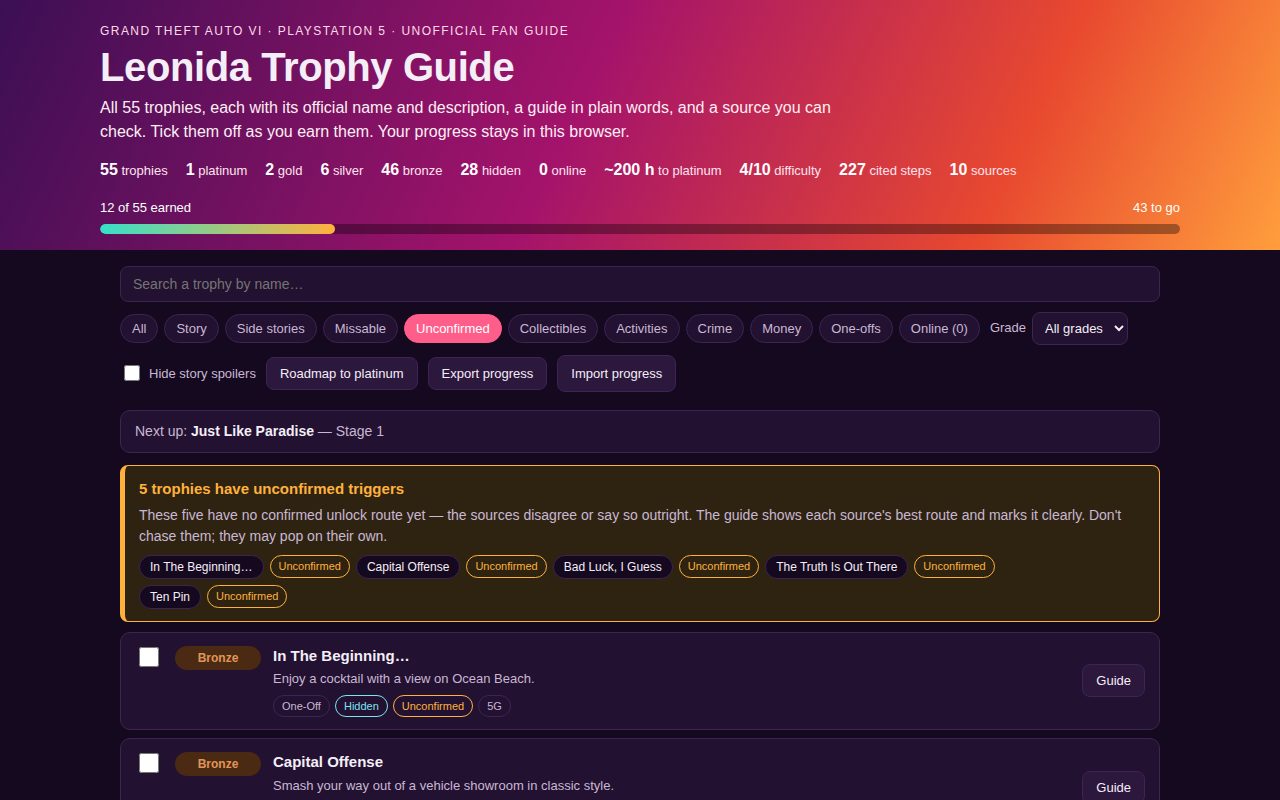 GRAND THEFT AUTO VI · PLAYSTATION 5 · UNOFFICIAL FAN GUIDE
Leonida Trophy Guide
All 55 trophies, each with its official name and description, a guide in plain words, and a source you can
check. Tick them off as you earn them. Your progress stays in this browser.
55 trophies 1 platinum 2 gold 6 silver 46 bronze 28 hidden 0 online ~200 h to platinum 4/10 difficulty 227 cited steps 10 sources
12 of 55 earned 43 to go
Search a trophy by name…
All Story Side stories Missable Unconfirmed Collectibles Activities Crime Money One-offs Online (0) Grade All grades
Hide story spoilers Roadmap to platinum Export progress Import progress
Next up: Just Like Paradise — Stage 1
5 trophies have unconfirmed triggers
These five have no confirmed unlock route yet — the sources disagree or say so outright. The guide shows each source's best route and marks it clearly. Don't
chase them; they may pop on their own.
In The Beginning… Unconfirmed Capital Offense Unconfirmed Bad Luck, I Guess Unconfirmed The Truth Is Out There Unconfirmed
Ten Pin Unconfirmed
Bronze In The Beginning…
Enjoy a cocktail with a view on Ocean Beach.
Guide
One-Off Hidden Unconfirmed 5G
Bronze Capital Offense
Smash your way out of a vehicle showroom in classic style.
Guide